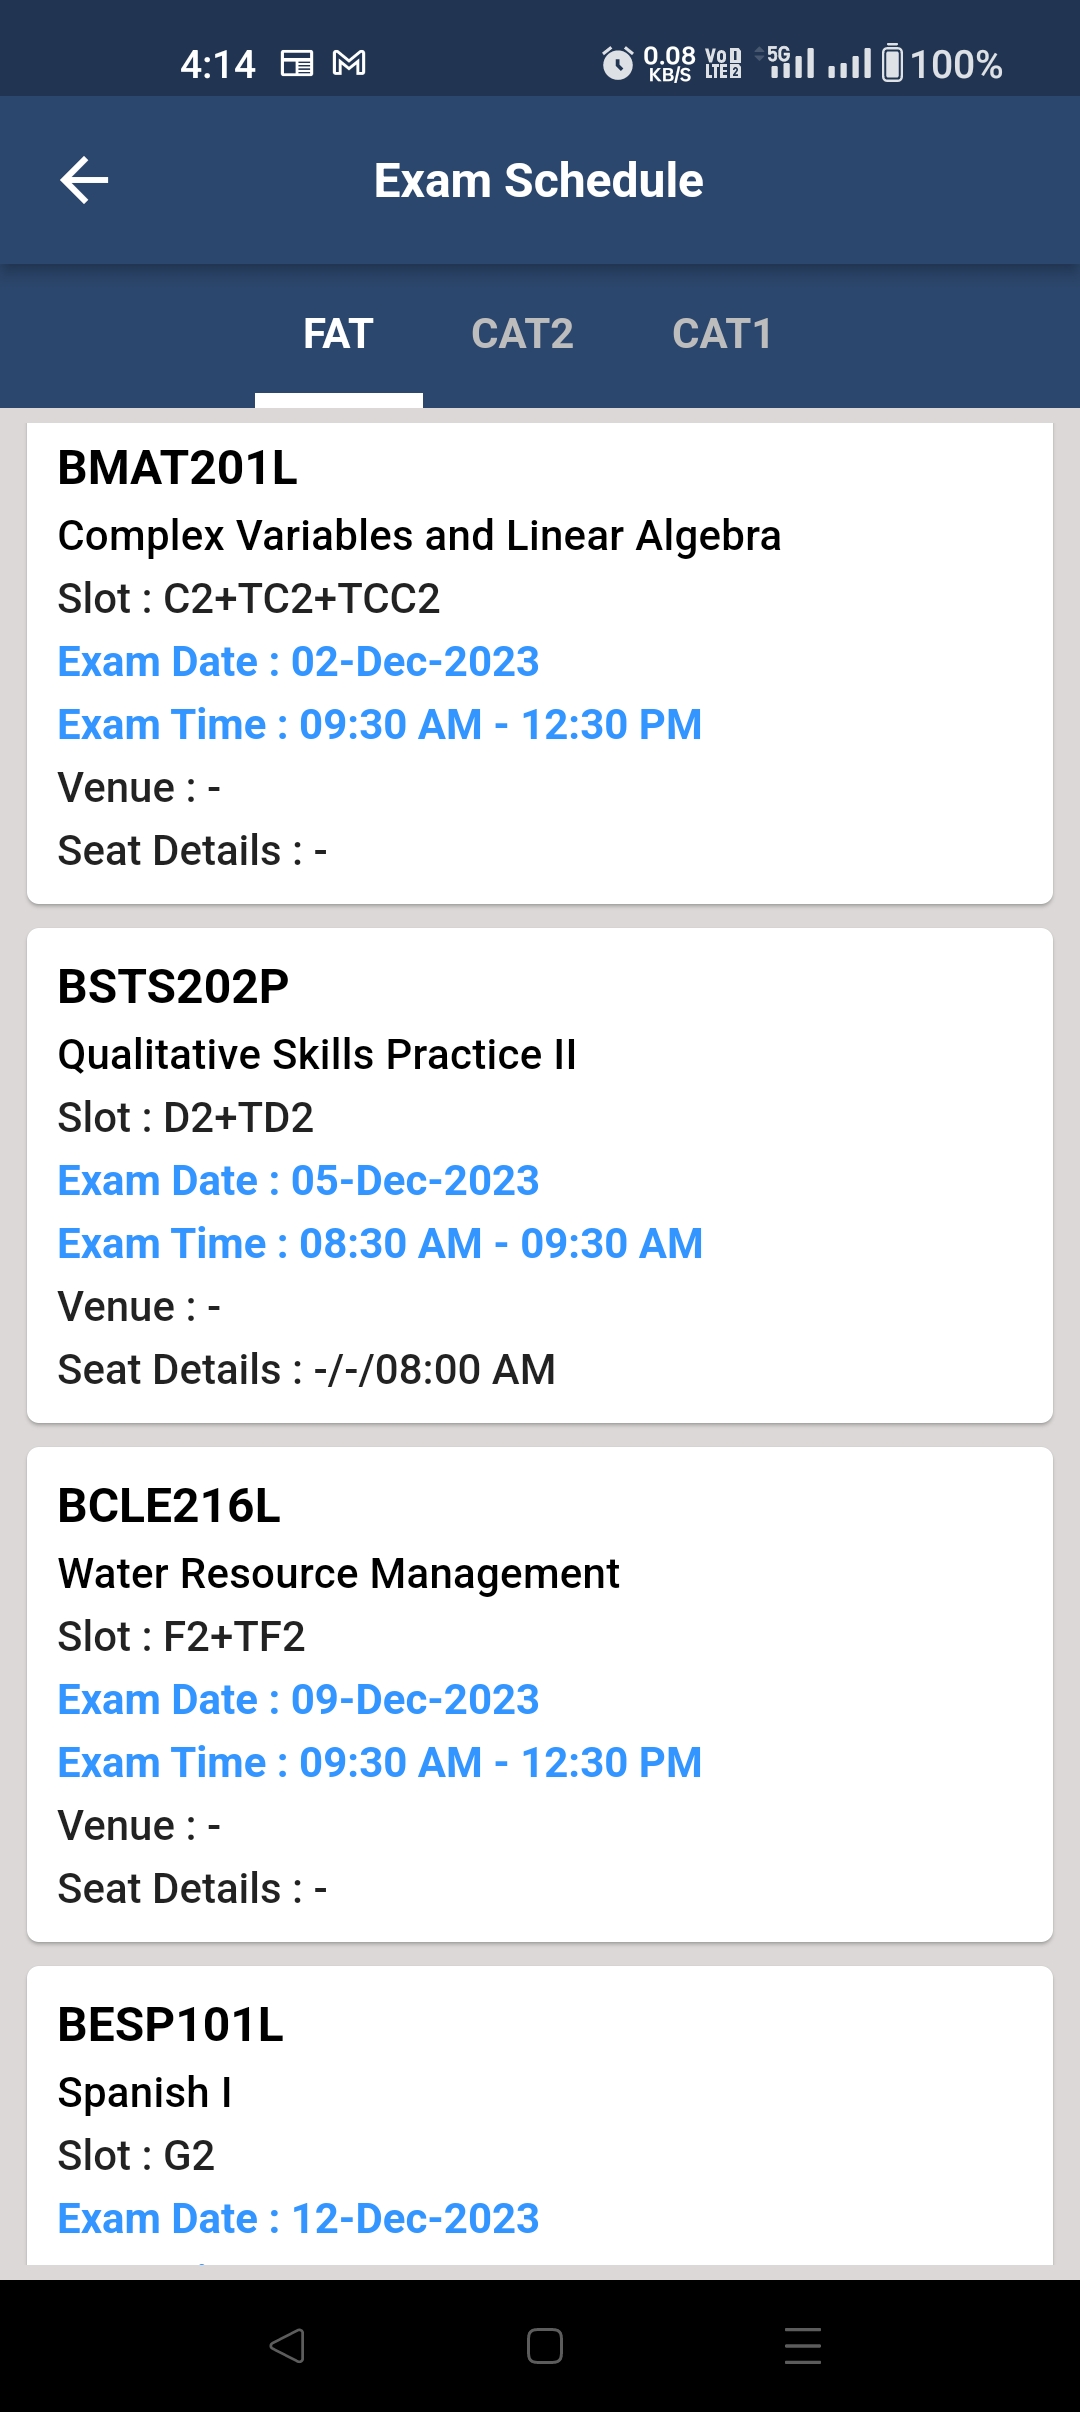 4:14 0.08 KB/S Vo LTE 1 2 5G 100%
Exam Schedule
FAT CAT2 CAT1
BMAT201L
Complex Variables and Linear Algebra
Slot : C2+TC2+TCC2
Exam Date : 02-Dec-2023
Exam Time : 09:30 AM - 12:30 PM
Venue : -
Seat Details : -
BSTS202P
Qualitative Skills Practice II
Slot : D2+TD2
Exam Date : 05-Dec-2023
Exam Time : 08:30 AM - 09:30 AM
Venue : -
Seat Details : -/-/08:00 AM
BCLE216L
Water Resource Management
Slot : F2+TF2
Exam Date : 09-Dec-2023
Exam Time : 09:30 AM - 12:30 PM
Venue : -
Seat Details : -
BESP101L
Spanish I
Slot : G2
Exam Date : 12-Dec-2023